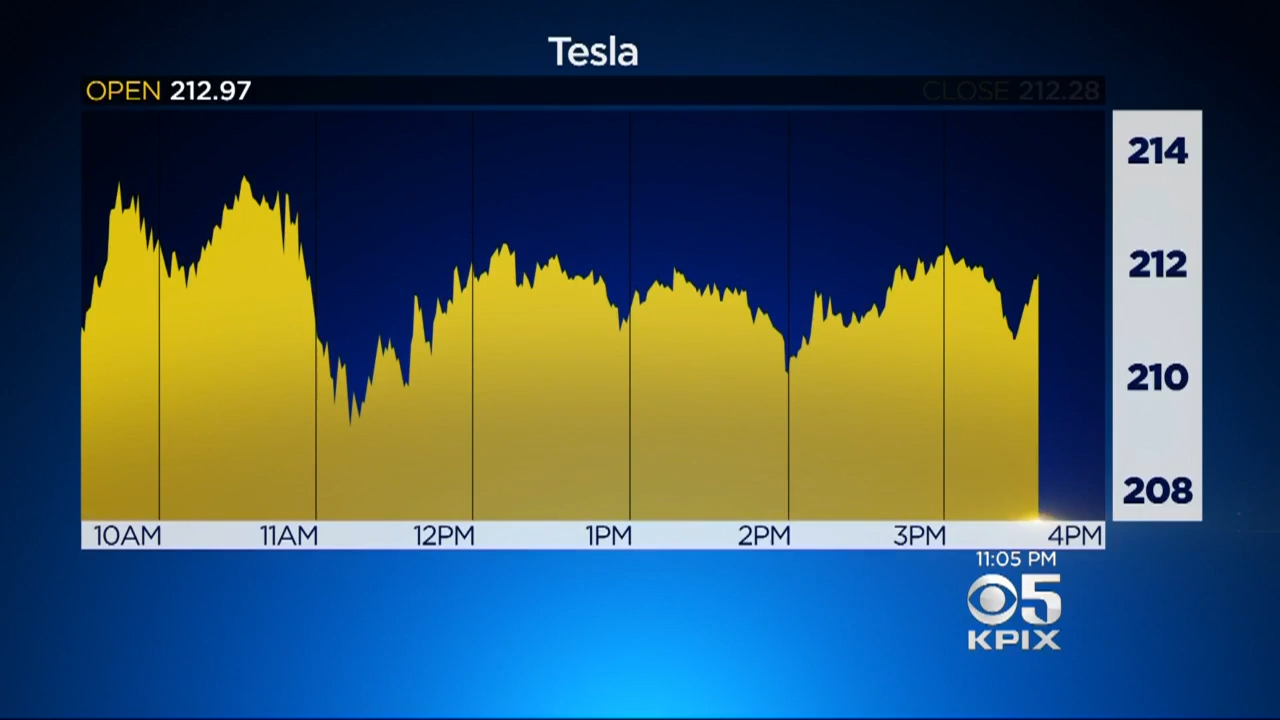 Tesla
OPEN 212.97 CLOSE 212.28
214
212
210
208
10AM 11AM 12PM 1PM 2PM 3PM 4PM
11:05 PM
5
KPIX